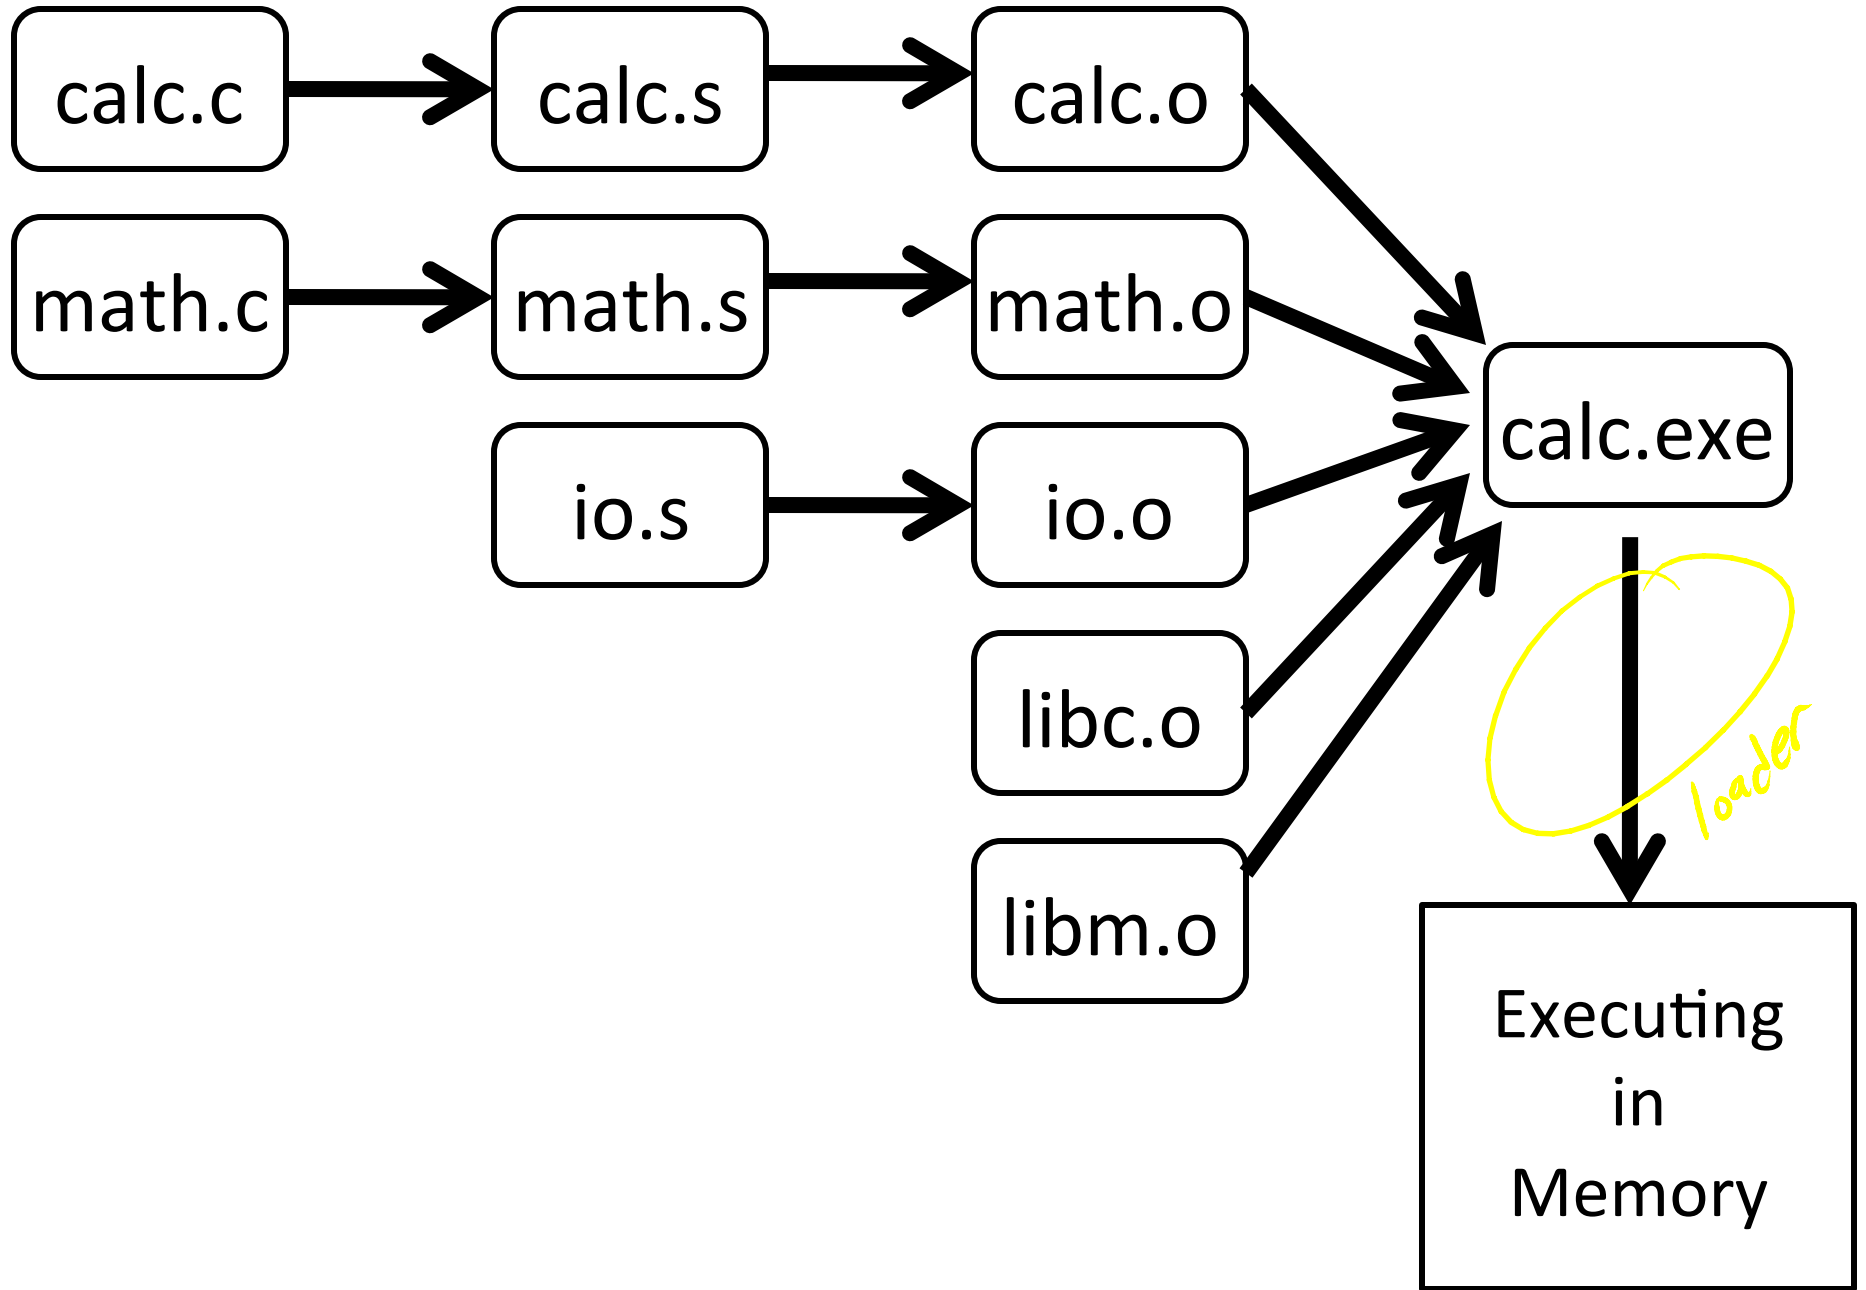 calc.c
calc.s
calc.o
math.c
math.s
math.o
calc.exe
io.s
io.o
libc.o
loader
libm.o
Executing
in
Memory